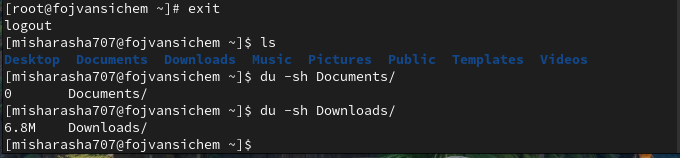 [root@fojvansichem ~]# exit
logout
[misharasha707@fojvansichem ~]$ ls
Desktop  Documents  Downloads  Music  Pictures  Public  Templates  Videos
[misharasha707@fojvansichem ~]$ du -sh Documents/
0       Documents/
[misharasha707@fojvansichem ~]$ du -sh Downloads/
6.8M    Downloads/
[misharasha707@fojvansichem ~]$